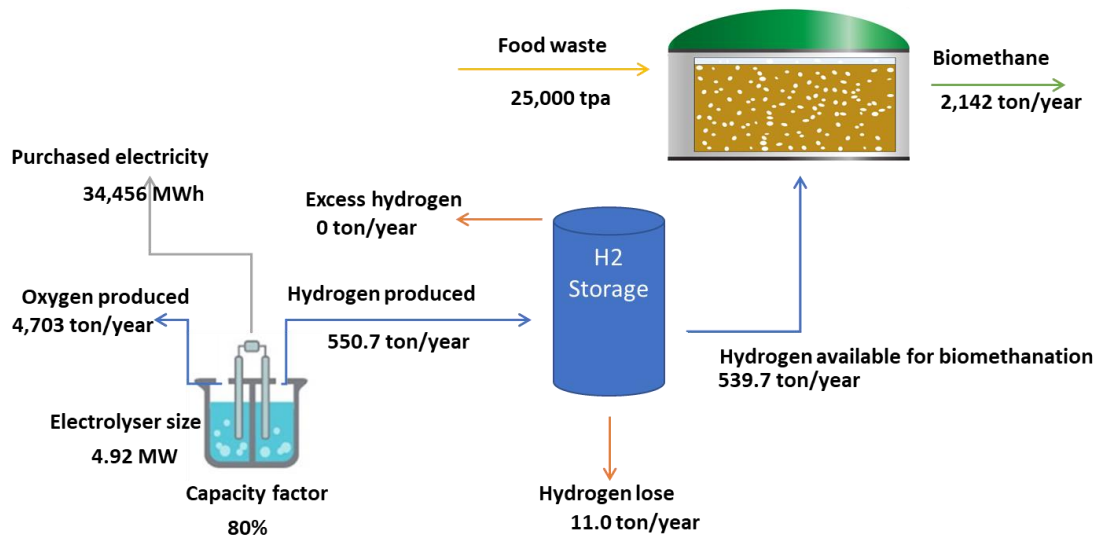 Food waste
25,000 tpa
Biomethane
2,142 ton/year
Purchased electricity
34,456 MWh
Excess hydrogen
0 ton/year
H2
Storage
Oxygen produced
4,703 ton/year
Hydrogen produced
550.7 ton/year
Hydrogen available for biomethanation
539.7 ton/year
Electrolyser size
4.92 MW
Capacity factor
80%
Hydrogen lose
11.0 ton/year